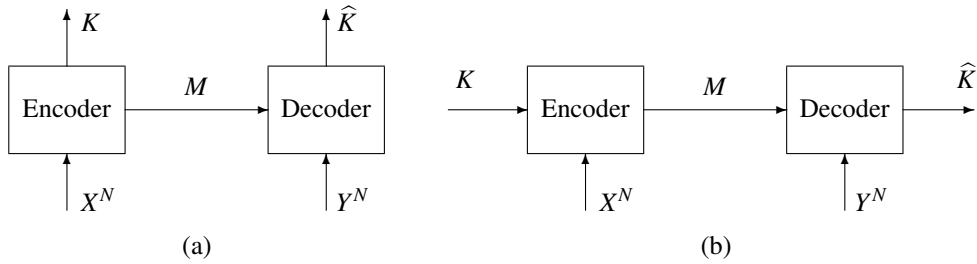 K
K̂
Encoder
M
Decoder
X^N
Y^N
(a)
K
Encoder
M
Decoder
K̂
X^N
Y^N
(b)